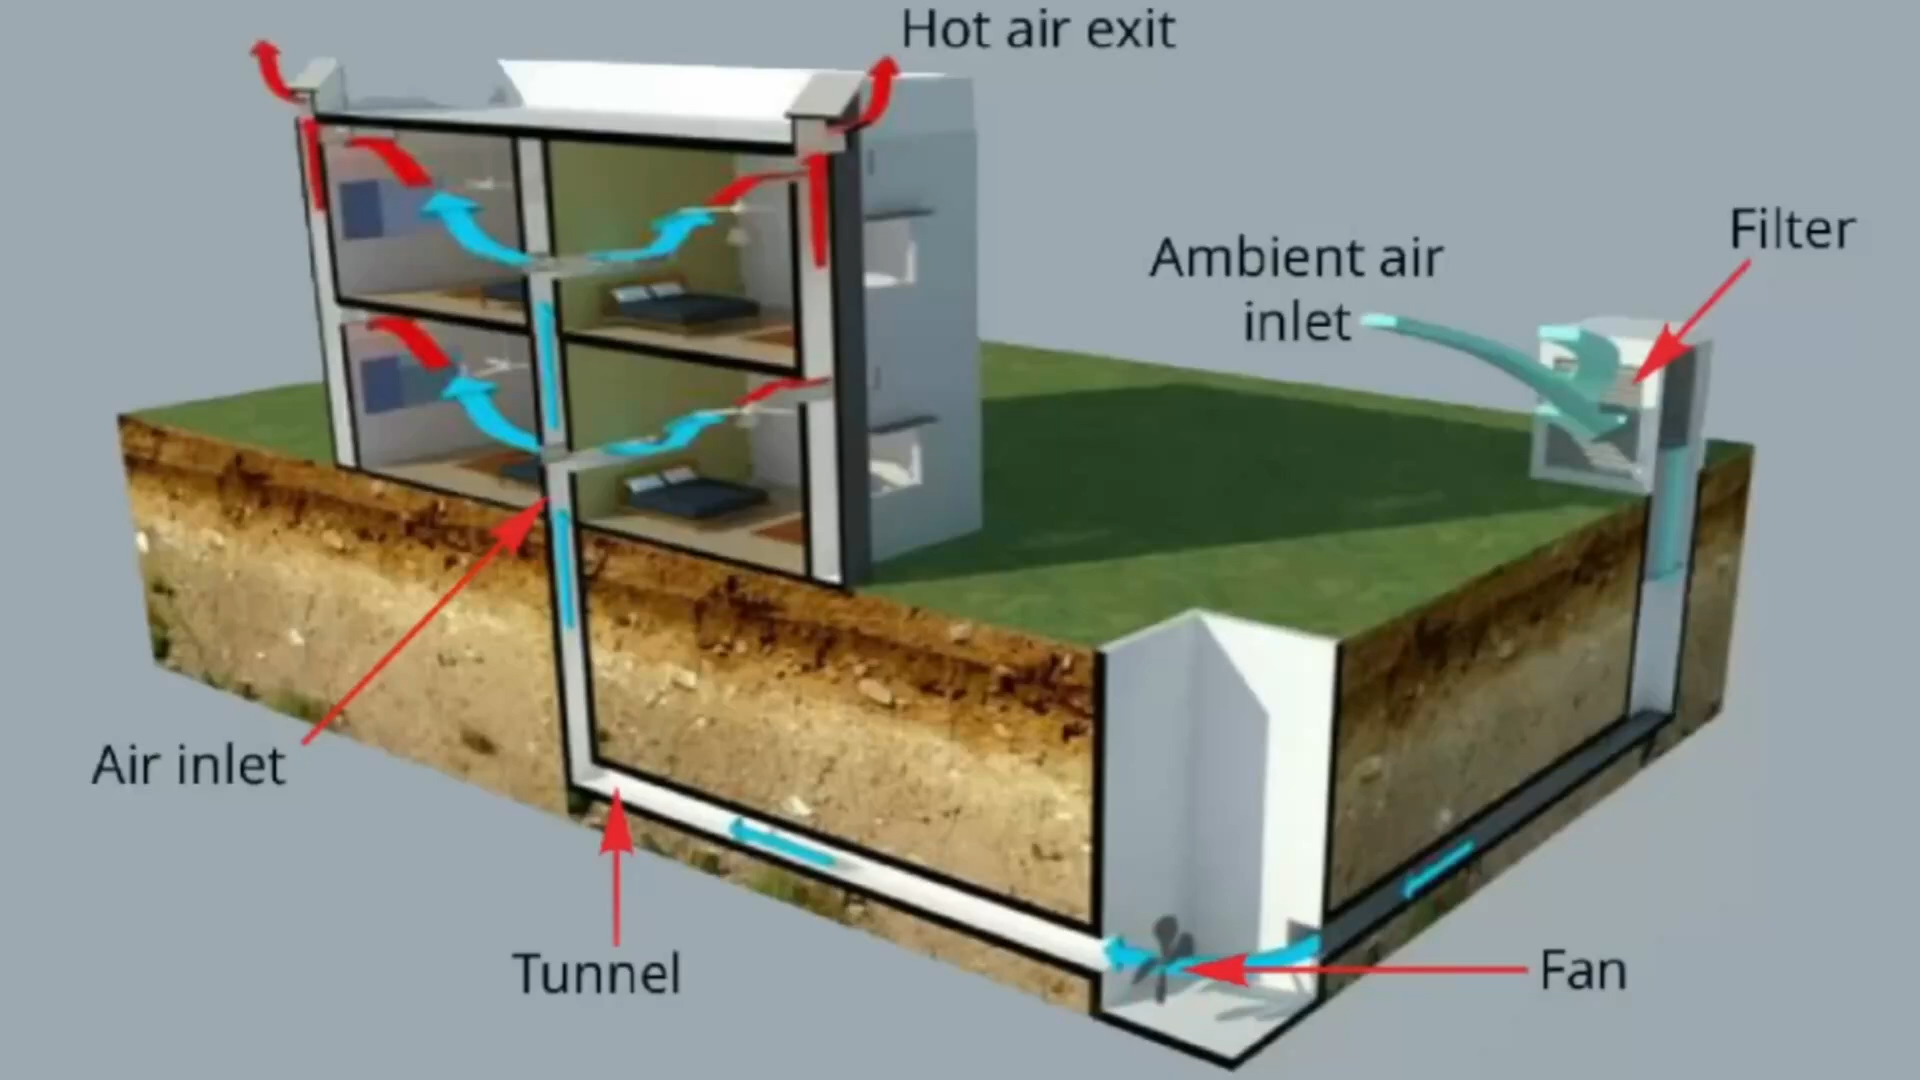 Hot air exit
Filter
Ambient air
inlet
Air inlet
Tunnel
Fan